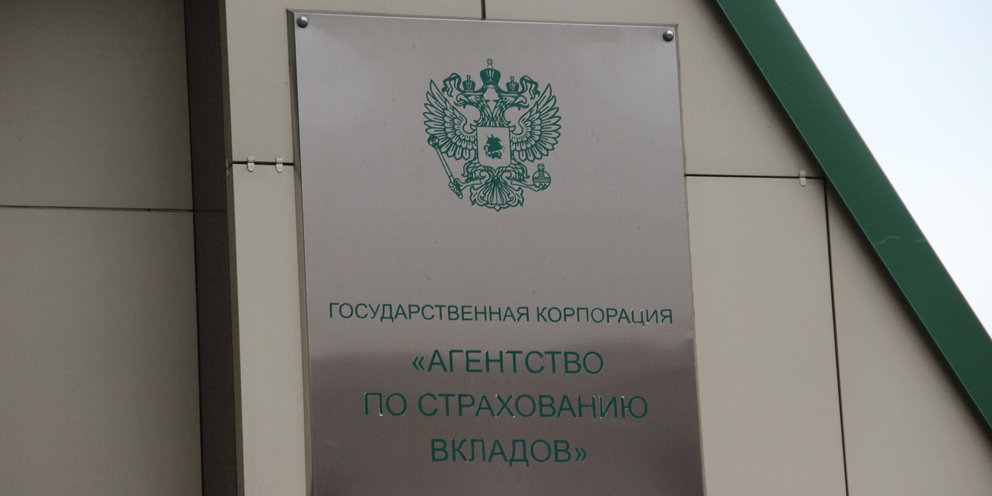 ГОСУДАРСТВЕННАЯ КОРПОРАЦИЯ
«АГЕНТСТВО
ПО СТРАХОВАНИЮ
ВКЛАДОВ»